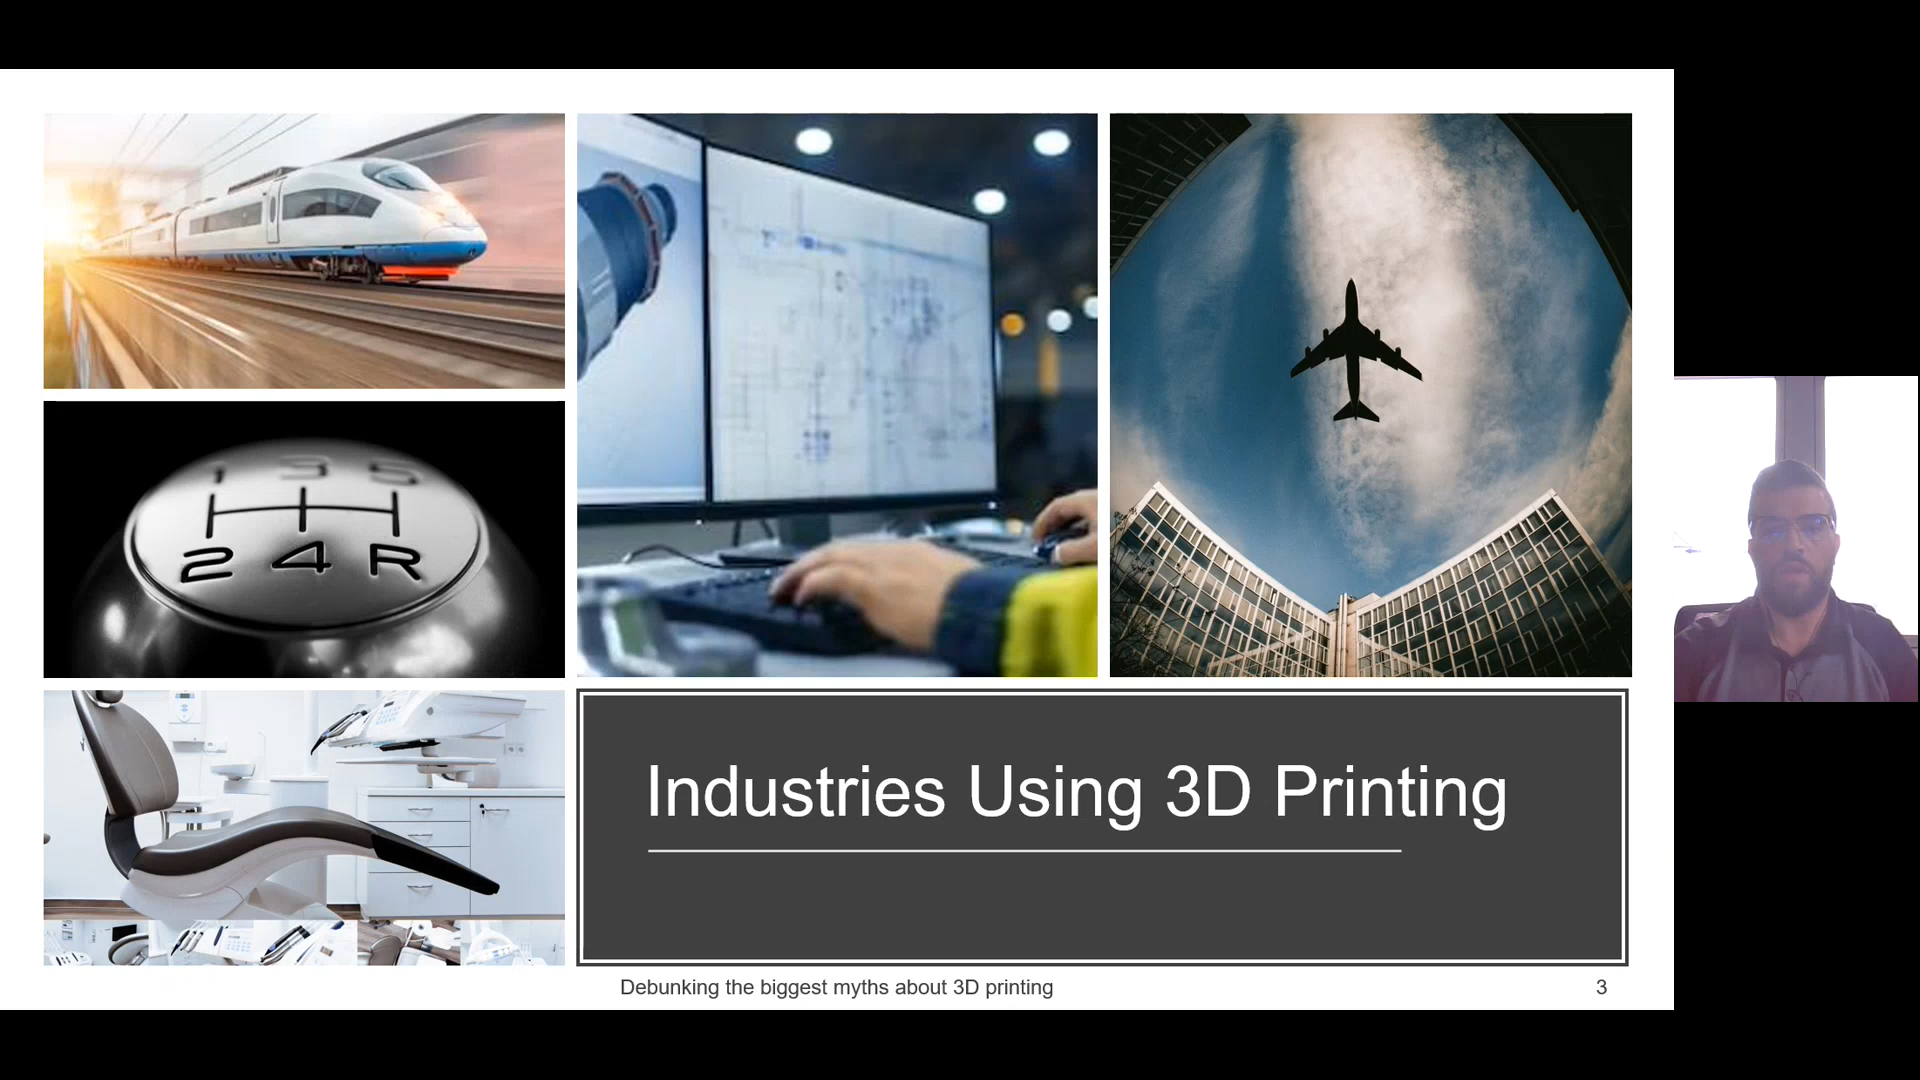 1 3 5
2 4 R
Industries Using 3D Printing
Debunking the biggest myths about 3D printing
3